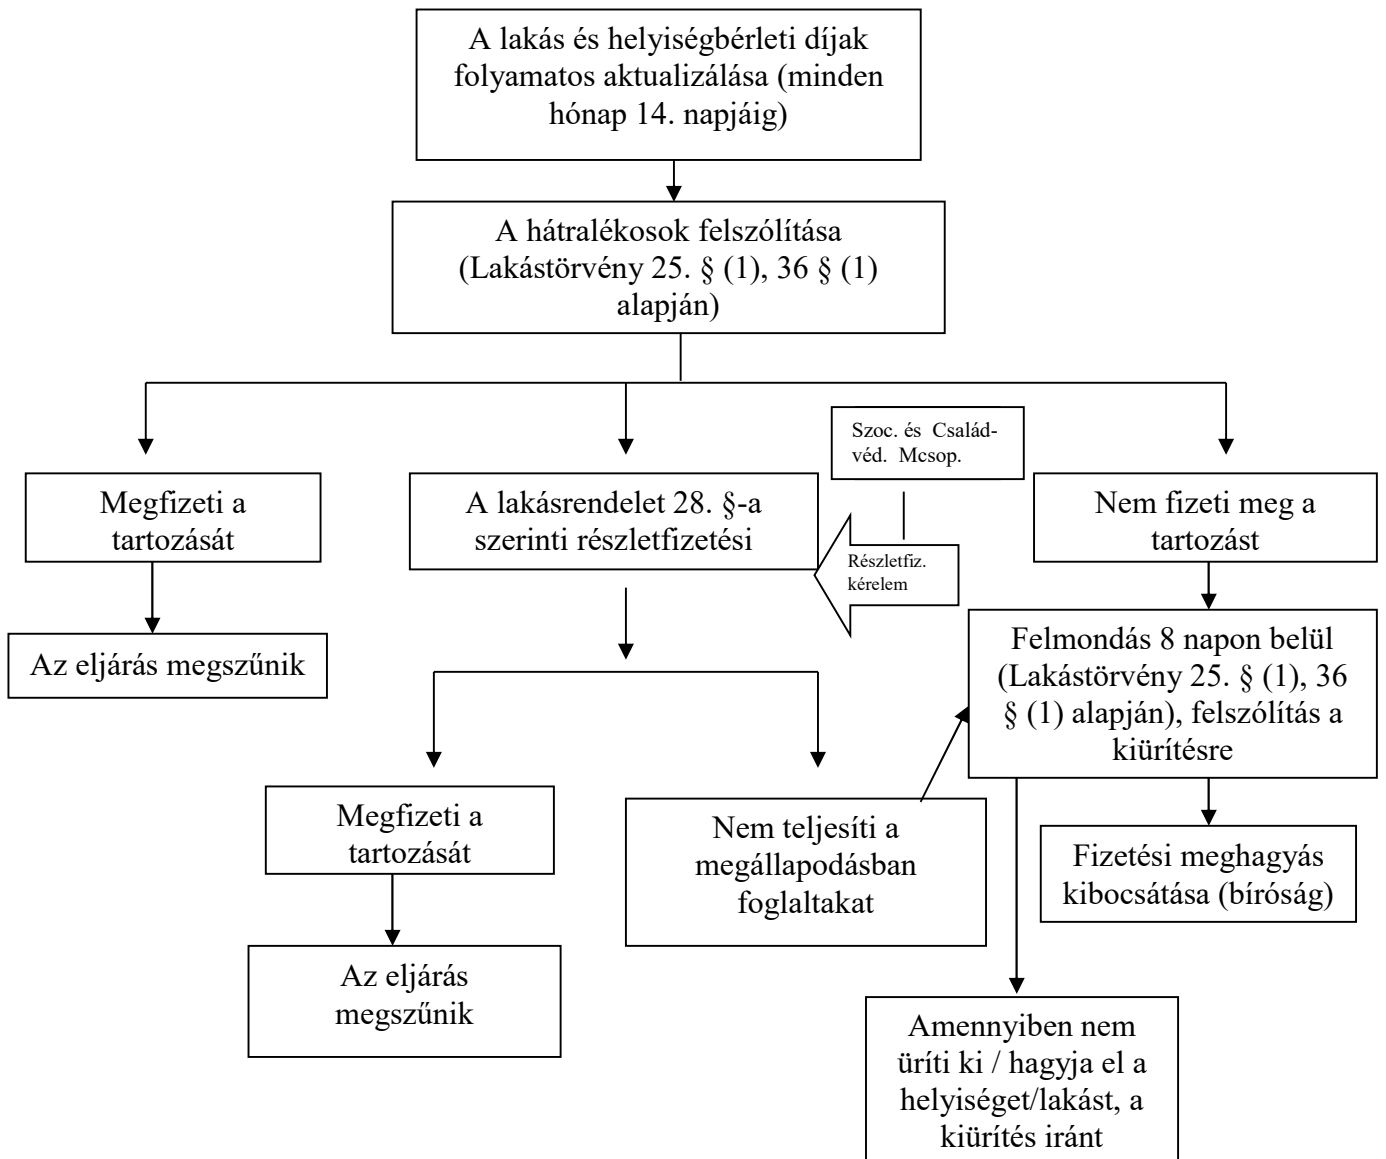 A lakás és helyiségbérleti díjak
folyamatos aktualizálása (minden
hónap 14. napjáig)
A hátralékosok felszólítása
(Lakástörvény 25. § (1), 36 § (1)
alapján)
Szoc. és Család-
véd. Mcsop.
Megfizeti a
tartozását
A lakásrendelet 28. §-a
szerinti részletfizetési
Részletfiz.
kérelem
Nem fizeti meg a
tartozást
Az eljárás megszűnik
Felmondás 8 napon belül
(Lakástörvény 25. § (1), 36
§ (1) alapján), felszólítás a
kiürítésre
Megfizeti a
tartozását
Nem teljesíti a
megállapodásban
foglaltakat
Fizetési meghagyás
kibocsátása (bíróság)
Az eljárás
megszűnik
Amennyiben nem
üríti ki / hagyja el a
helyiséget/lakást, a
kiürítés iránt